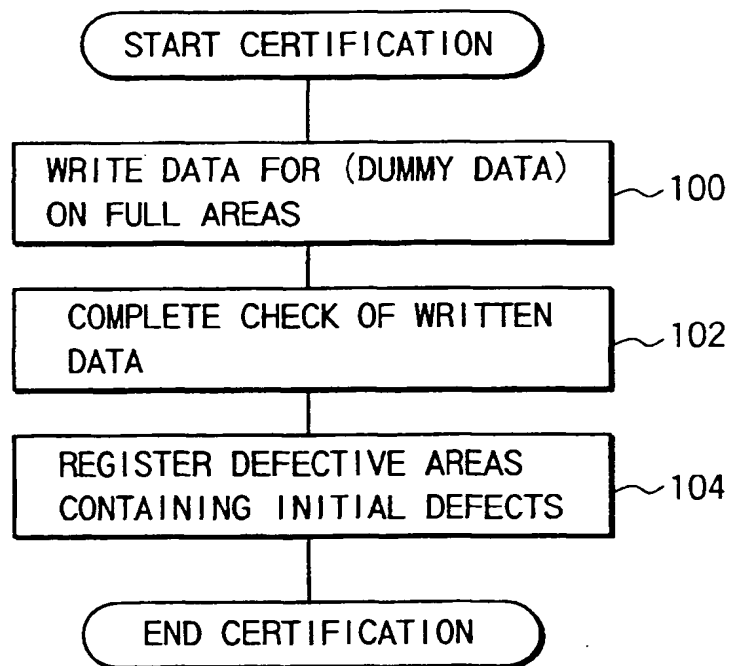 START CERTIFICATION
WRITE DATA FOR (DUMMY DATA)
ON FULL AREAS
100
COMPLETE CHECK OF WRITTEN
DATA
102
REGISTER DEFECTIVE AREAS
CONTAINING INITIAL DEFECTS
104
END CERTIFICATION